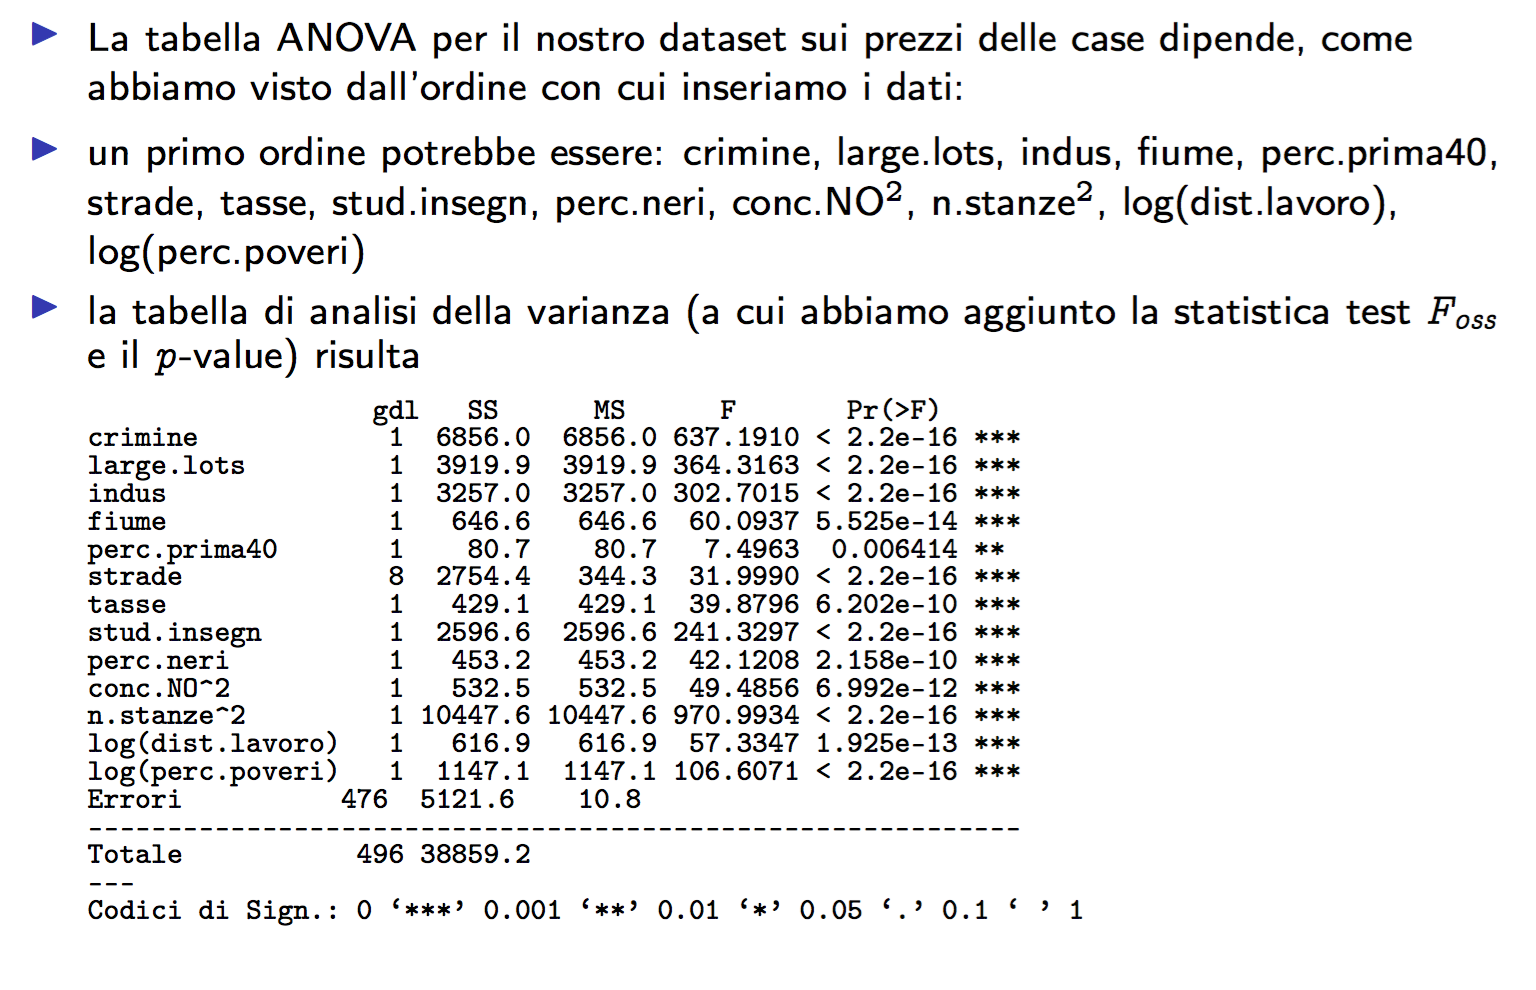 ▶ La tabella ANOVA per il nostro dataset sui prezzi delle case dipende, come
abbiamo visto dall'ordine con cui inseriamo i dati:
▶ un primo ordine potrebbe essere: crimine, large.lots, indus, fiume, perc.prima40,
strade, tasse, stud.insegn, perc.neri, conc.NO², n.stanze², log(dist.lavoro),
log(perc.poveri)
▶ la tabella di analisi della varianza (a cui abbiamo aggiunto la statistica test F_oss
e il p-value) risulta
gdl SS MS F Pr(>F)
crimine 1 6856.0 6856.0 637.1910 < 2.2e-16 ***
large.lots 1 3919.9 3919.9 364.3163 < 2.2e-16 ***
indus 1 3257.0 3257.0 302.7015 < 2.2e-16 ***
fiume 1 646.6 646.6 60.0937 5.525e-14 ***
perc.prima40 1 80.7 80.7 7.4963 0.006414 **
strade 8 2754.4 344.3 31.9990 < 2.2e-16 ***
tasse 1 429.1 429.1 39.8796 6.202e-10 ***
stud.insegn 1 2596.6 2596.6 241.3297 < 2.2e-16 ***
perc.neri 1 453.2 453.2 42.1208 2.158e-10 ***
conc.NO^2 1 532.5 532.5 49.4856 6.992e-12 ***
n.stanze^2 1 10447.6 10447.6 970.9934 < 2.2e-16 ***
log(dist.lavoro) 1 616.9 616.9 57.3347 1.925e-13 ***
log(perc.poveri) 1 1147.1 1147.1 106.6071 < 2.2e-16 ***
Errori 476 5121.6 10.8
-----------------------------------------------------------
Totale 496 38859.2
---
Codici di Sign.: 0 ‘***’ 0.001 ‘**’ 0.01 ‘*’ 0.05 ‘.’ 0.1 ‘ ’ 1